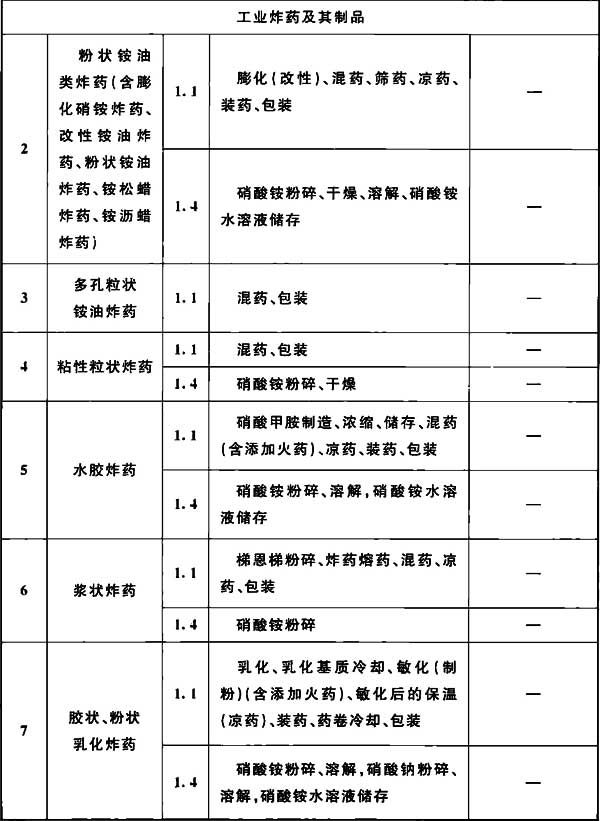 工业炸药及其制品
2
粉状铵油
类炸药(含膨
化硝铵炸药、
改性铵油炸
药、粉状铵油
炸药、铵松蜡
炸药、铵沥蜡
炸药)
1.1
膨化(改性)、混药、筛药、凉药、
装药、包装
—
1.4
硝酸铵粉碎、干燥、溶解、硝酸铵
水溶液储存
—
3
多孔粒状
铵油炸药
1.1
混药、包装
—
4
粘性粒状炸药
1.1
混药、包装
—
1.4
硝酸铵粉碎、干燥
—
5
水胶炸药
1.1
硝酸甲胺制造、浓缩、储存、混药
(含添加火药)、凉药、装药、包装
—
1.4
硝酸铵粉碎、溶解,硝酸铵水溶
液储存
—
6
浆状炸药
1.1
梯恩梯粉碎、炸药熔药、混药、凉
药、包装
—
1.4
硝酸铵粉碎
—
7
胶状、粉状
乳化炸药
1.1
乳化、乳化基质冷却、敏化(制
粉)(含添加火药)、敏化后的保温
(凉药)、装药、药卷冷却、包装
—
1.4
硝酸铵粉碎、溶解,硝酸钠粉碎、
溶解,硝酸铵水溶液储存
—